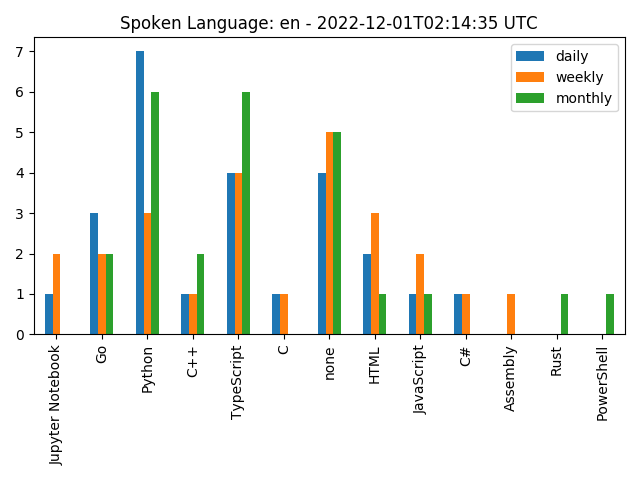 Spoken Language: en - 2022-12-01T02:14:35 UTC
daily
weekly
monthly
7
6
5
4
3
2
1
0
Jupyter Notebook
Go
Python
C++
TypeScript
C
none
HTML
JavaScript
C#
Assembly
Rust
PowerShell